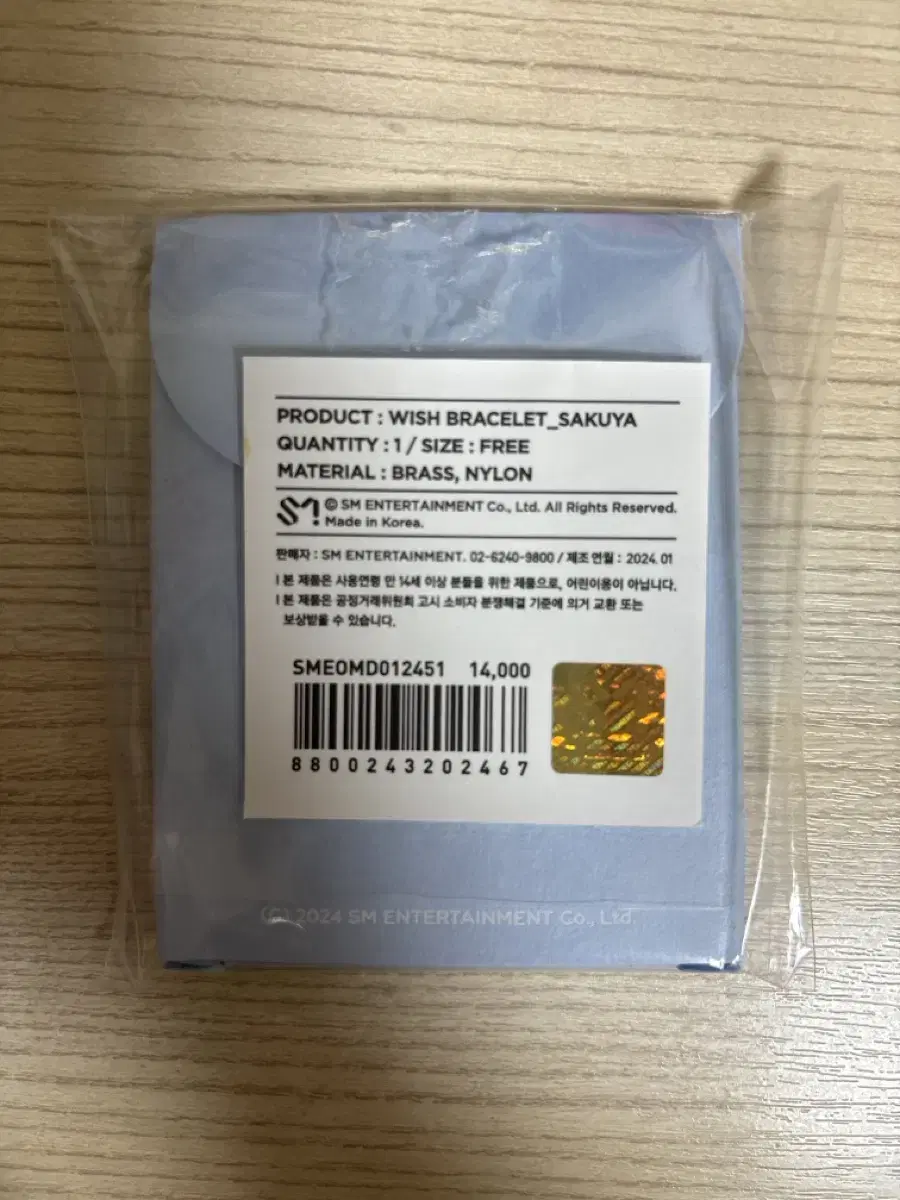 PRODUCT : WISH BRACELET_SAKUYA
QUANTITY : 1 / SIZE : FREE
MATERIAL : BRASS, NYLON
SM! © SM ENTERTAINMENT Co., Ltd. All Rights Reserved.
Made in Korea.
판매자 : SM ENTERTAINMENT. 02-6240-9800 / 제조 연월 : 2024. 01
l 본 제품은 사용연령 만 14세 이상 분들을 위한 제품으로, 어린이용이 아닙니다.
l 본 제품은 공정거래위원회 고시 소비자 분쟁해결 기준에 의거 교환 또는
보상받을 수 있습니다.
SMEOMD012451 14,000
8800243202467
(C) 2024 SM ENTERTAINMENT Co., Ltd.